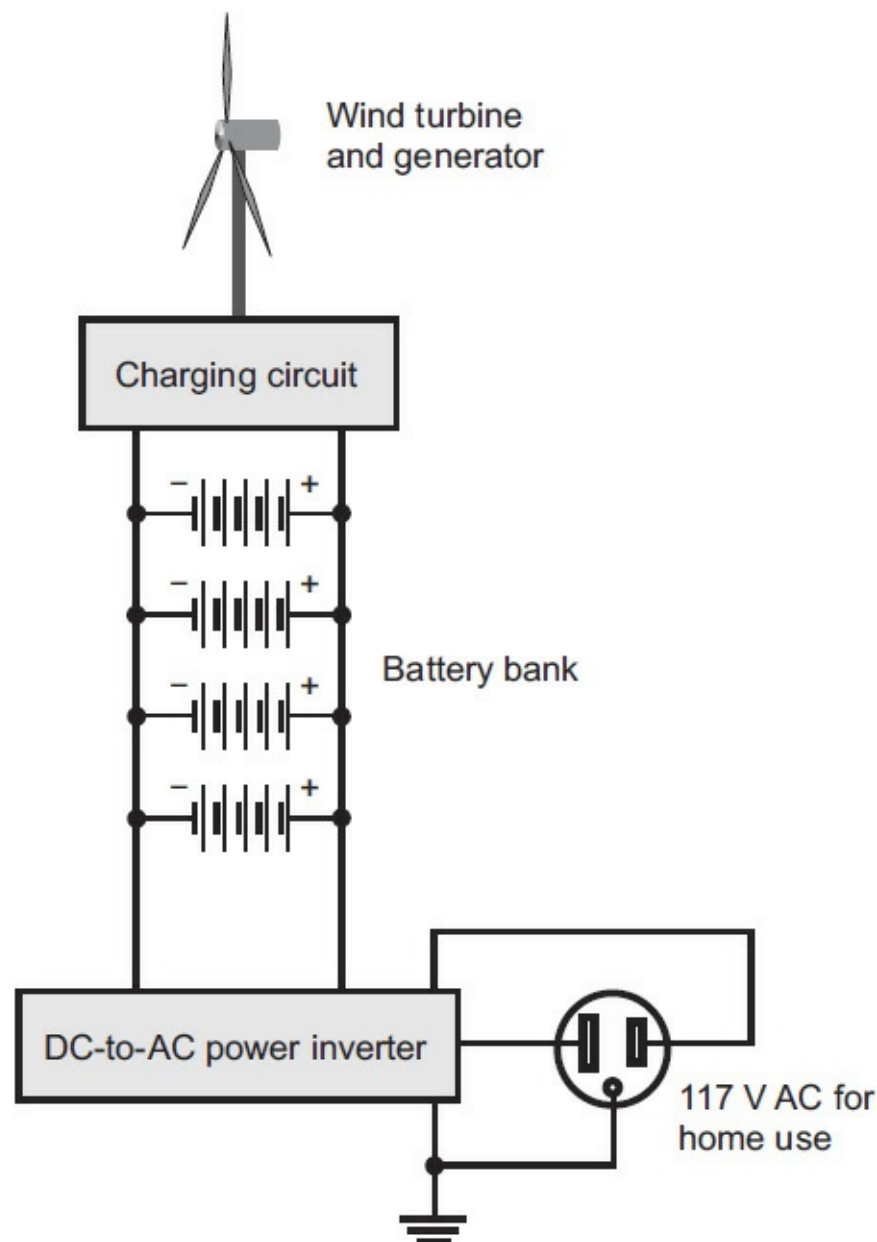 Wind turbine
and generator
Charging circuit
− +
− +
Battery bank
− +
− +
DC-to-AC power inverter
117 V AC for
home use